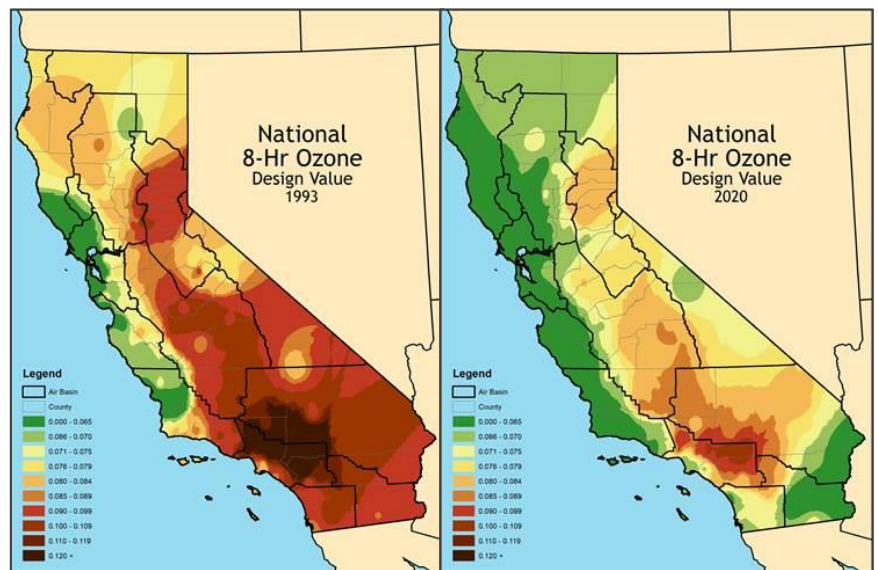 National
8-Hr Ozone
Design Value
1993
Legend
Air Basin
County
0.000 - 0.065
0.066 - 0.070
0.071 - 0.075
0.076 - 0.079
0.080 - 0.084
0.085 - 0.089
0.090 - 0.099
0.100 - 0.109
0.110 - 0.119
0.120 +
National
8-Hr Ozone
Design Value
2020
Legend
Air Basin
County
0.000 - 0.065
0.066 - 0.070
0.071 - 0.075
0.076 - 0.079
0.080 - 0.084
0.085 - 0.089
0.090 - 0.099
0.100 - 0.109
0.110 - 0.119
0.120 +